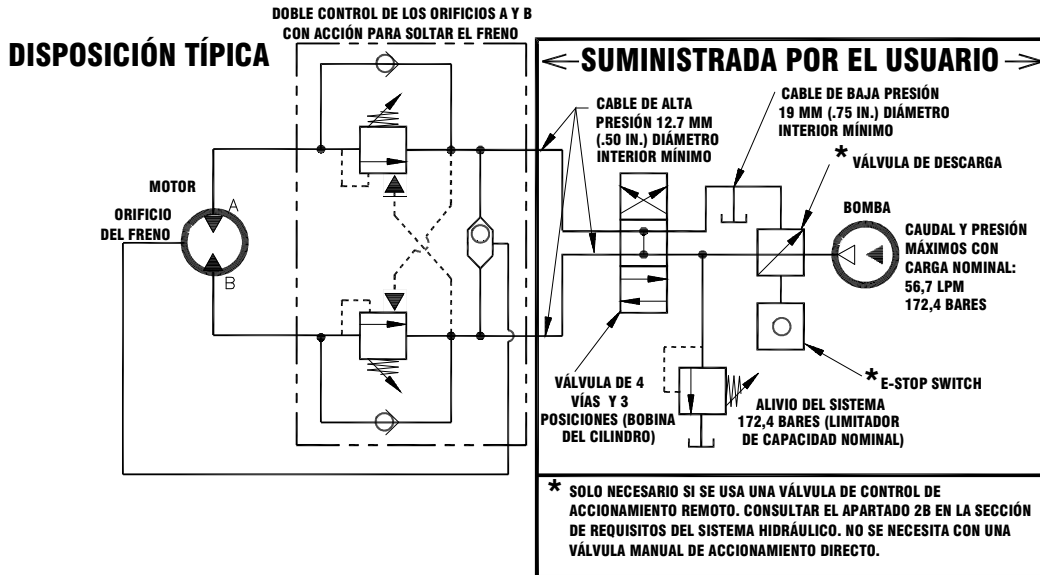 DOBLE CONTROL DE LOS ORIFICIOS A Y B
CON ACCIÓN PARA SOLTAR EL FRENO
DISPOSICIÓN TÍPICA
SUMINISTRADA POR EL USUARIO
CABLE DE ALTA
PRESIÓN 12.7 MM
(.50 IN.) DIÁMETRO
INTERIOR MÍNIMO
CABLE DE BAJA PRESIÓN
19 MM (.75 IN.) DIÁMETRO
INTERIOR MÍNIMO
* VÁLVULA DE DESCARGA
MOTOR
ORIFICIO
DEL FRENO
A
B
BOMBA
CAUDAL Y PRESIÓN
MÁXIMOS CON
CARGA NOMINAL:
56,7 LPM
172,4 BARES
* E-STOP SWITCH
VÁLVULA DE 4
VÍAS Y 3
POSICIONES (BOBINA
DEL CILINDRO)
ALIVIO DEL SISTEMA
172,4 BARES (LIMITADOR
DE CAPACIDAD NOMINAL)
* SOLO NECESARIO SI SE USA UNA VÁLVULA DE CONTROL DE
ACCIONAMIENTO REMOTO. CONSULTAR EL APARTADO 2B EN LA SECCIÓN
DE REQUISITOS DEL SISTEMA HIDRÁULICO. NO SE NECESITA CON UNA
VÁLVULA MANUAL DE ACCIONAMIENTO DIRECTO.